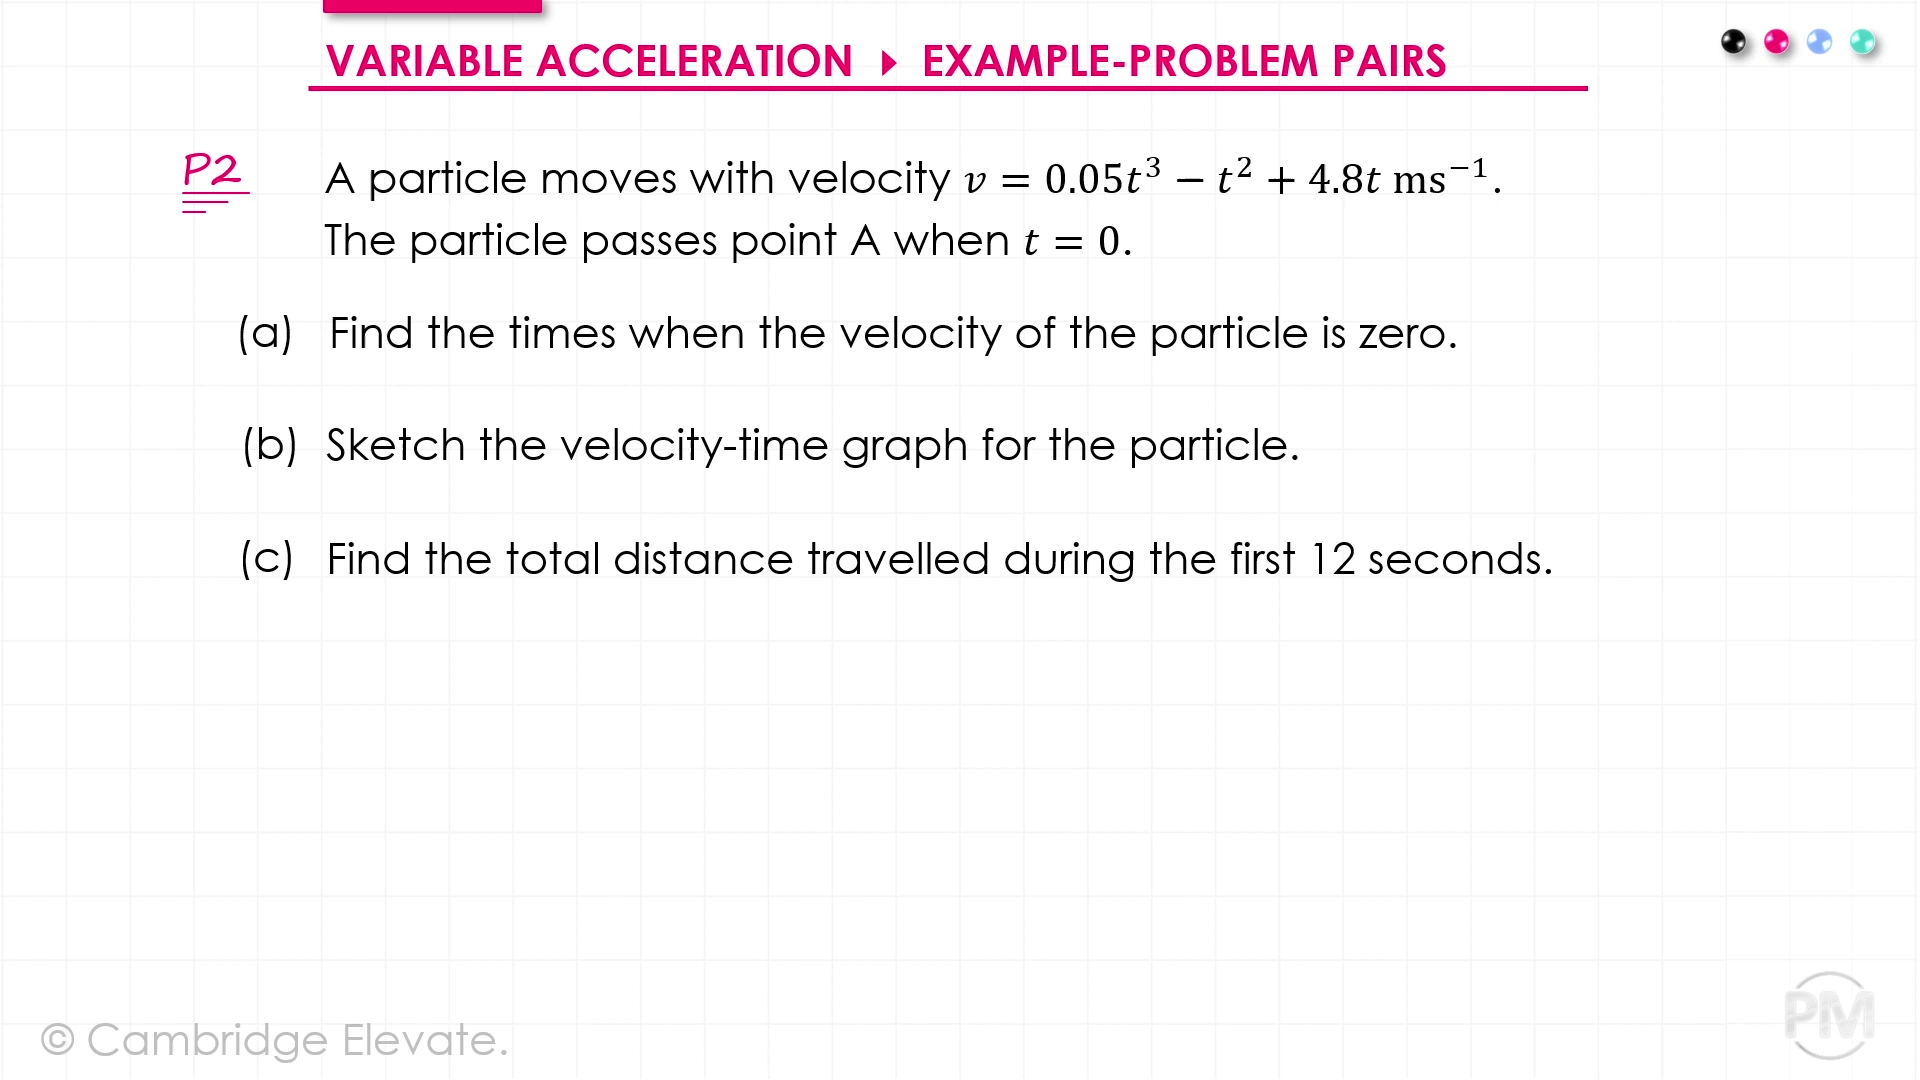 VARIABLE ACCELERATION ▸ EXAMPLE-PROBLEM PAIRS
P2
A particle moves with velocity 𝑣 = 0.05𝑡³ − 𝑡² + 4.8𝑡 ms⁻¹.
The particle passes point A when 𝑡 = 0.
(a) Find the times when the velocity of the particle is zero.
(b) Sketch the velocity-time graph for the particle.
(c) Find the total distance travelled during the first 12 seconds.
© Cambridge Elevate.
PM